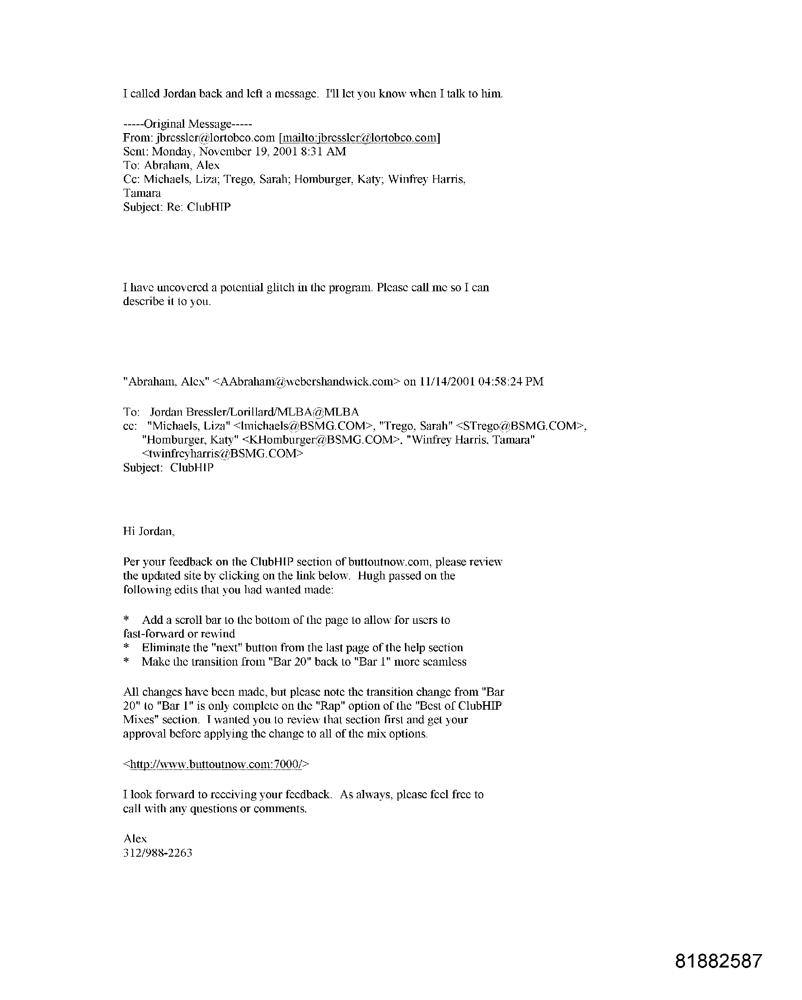 I called Jordan back and left a message. I'll let you know when I talk to him.
-----Original Message-----
From: jbressler@lortobco.com [mailto:jbressler@lortobco.com]
Sent: Monday, November 19, 2001 8:31 AM
To: Abraham, Alex
Cc: Michaels, Liza; Trego, Sarah; Homburger, Katy; Winfrey Harris,
Tamara
Subject: Re: ClubHIP
I have uncovered a potential glitch in the program. Please call me so I can
describe it to you.
"Abraham, Alex" <AAbraham@webershandwick.com> on 11/14/2001 04:58:24 PM
To: Jordan Bressler/Lorillard/MLBA@MLBA
cc: "Michaels, Liza" <lmichaels@BSMG.COM>, "Trego, Sarah" <STrego@BSMG.COM>,
"Homburger, Katy" <KHomburger@BSMG.COM>, "Winfrey Harris, Tamara"
<twinfreyharris@BSMG.COM>
Subject: ClubHIP
Hi Jordan,
Per your feedback on the ClubHIP section of buttoutnow.com, please review
the updated site by clicking on the link below. Hugh passed on the
following edits that you had wanted made:
* Add a scroll bar to the bottom of the page to allow for users to
fast-forward or rewind
* Eliminate the "next" button from the last page of the help section
* Make the transition from "Bar 20" back to "Bar 1" more seamless
All changes have been made, but please note the transition change from "Bar
20" to "Bar 1" is only complete on the "Rap" option of the "Best of ClubHIP
Mixes" section. I wanted you to review that section first and get your
approval before applying the change to all of the mix options.
<http://www.buttoutnow.com:7000/>
I look forward to receiving your feedback. As always, please feel free to
call with any questions or comments.
Alex
312/988-2263
81882587